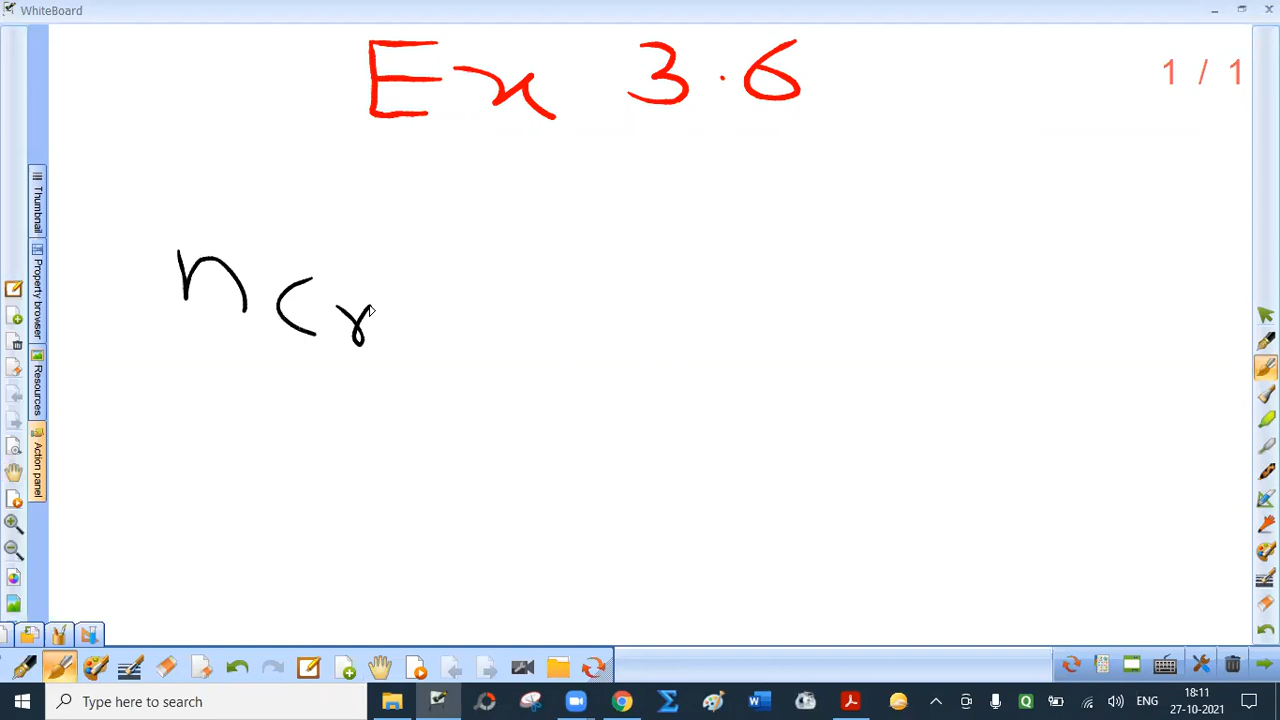 WhiteBoard
Ex 3.6
1 / 1
Thumbnail
Property browser
Resources
Action panel
nCr
Type here to search
ENG
18:11
27-10-2021